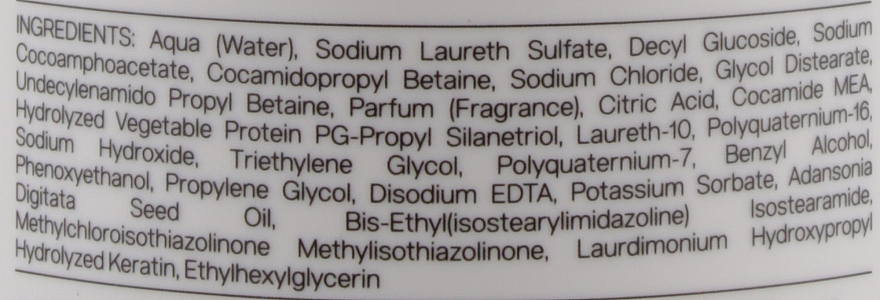 INGREDIENTS: Aqua (Water), Sodium Laureth Sulfate, Decyl Glucoside, Sodium
Cocoamphoacetate, Cocamidopropyl Betaine, Sodium Chloride, Glycol Distearate,
Undecylenamido Propyl Betaine, Parfum (Fragrance), Citric Acid, Cocamide MEA,
Hydrolyzed Vegetable Protein PG-Propyl Silanetriol, Laureth-10, Polyquaternium-16,
Sodium Hydroxide, Triethylene Glycol, Polyquaternium-7, Benzyl Alcohol,
Phenoxyethanol, Propylene Glycol, Disodium EDTA, Potassium Sorbate, Adansonia
Digitata Seed Oil, Bis-Ethyl(isostearylimidazoline) Isostearamide,
Methylchloroisothiazolinone Methylisothiazolinone, Laurdimonium Hydroxypropyl
Hydrolyzed Keratin, Ethylhexylglycerin